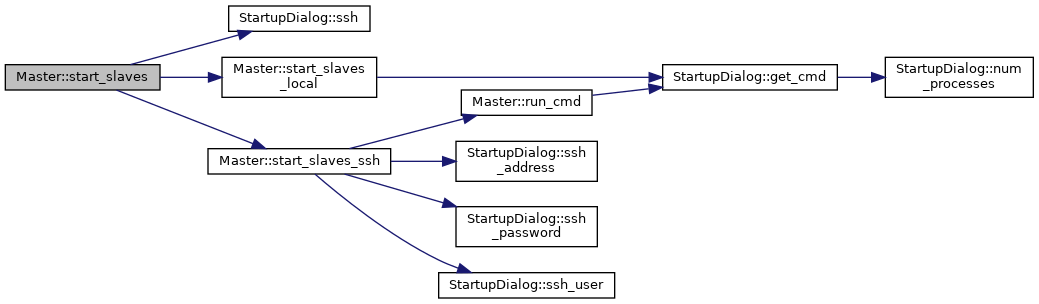 StartupDialog::ssh
Master::start_slaves
Master::start_slaves
_local
StartupDialog::get_cmd
StartupDialog::num
_processes
Master::run_cmd
Master::start_slaves_ssh
StartupDialog::ssh
_address
StartupDialog::ssh
_password
StartupDialog::ssh_user